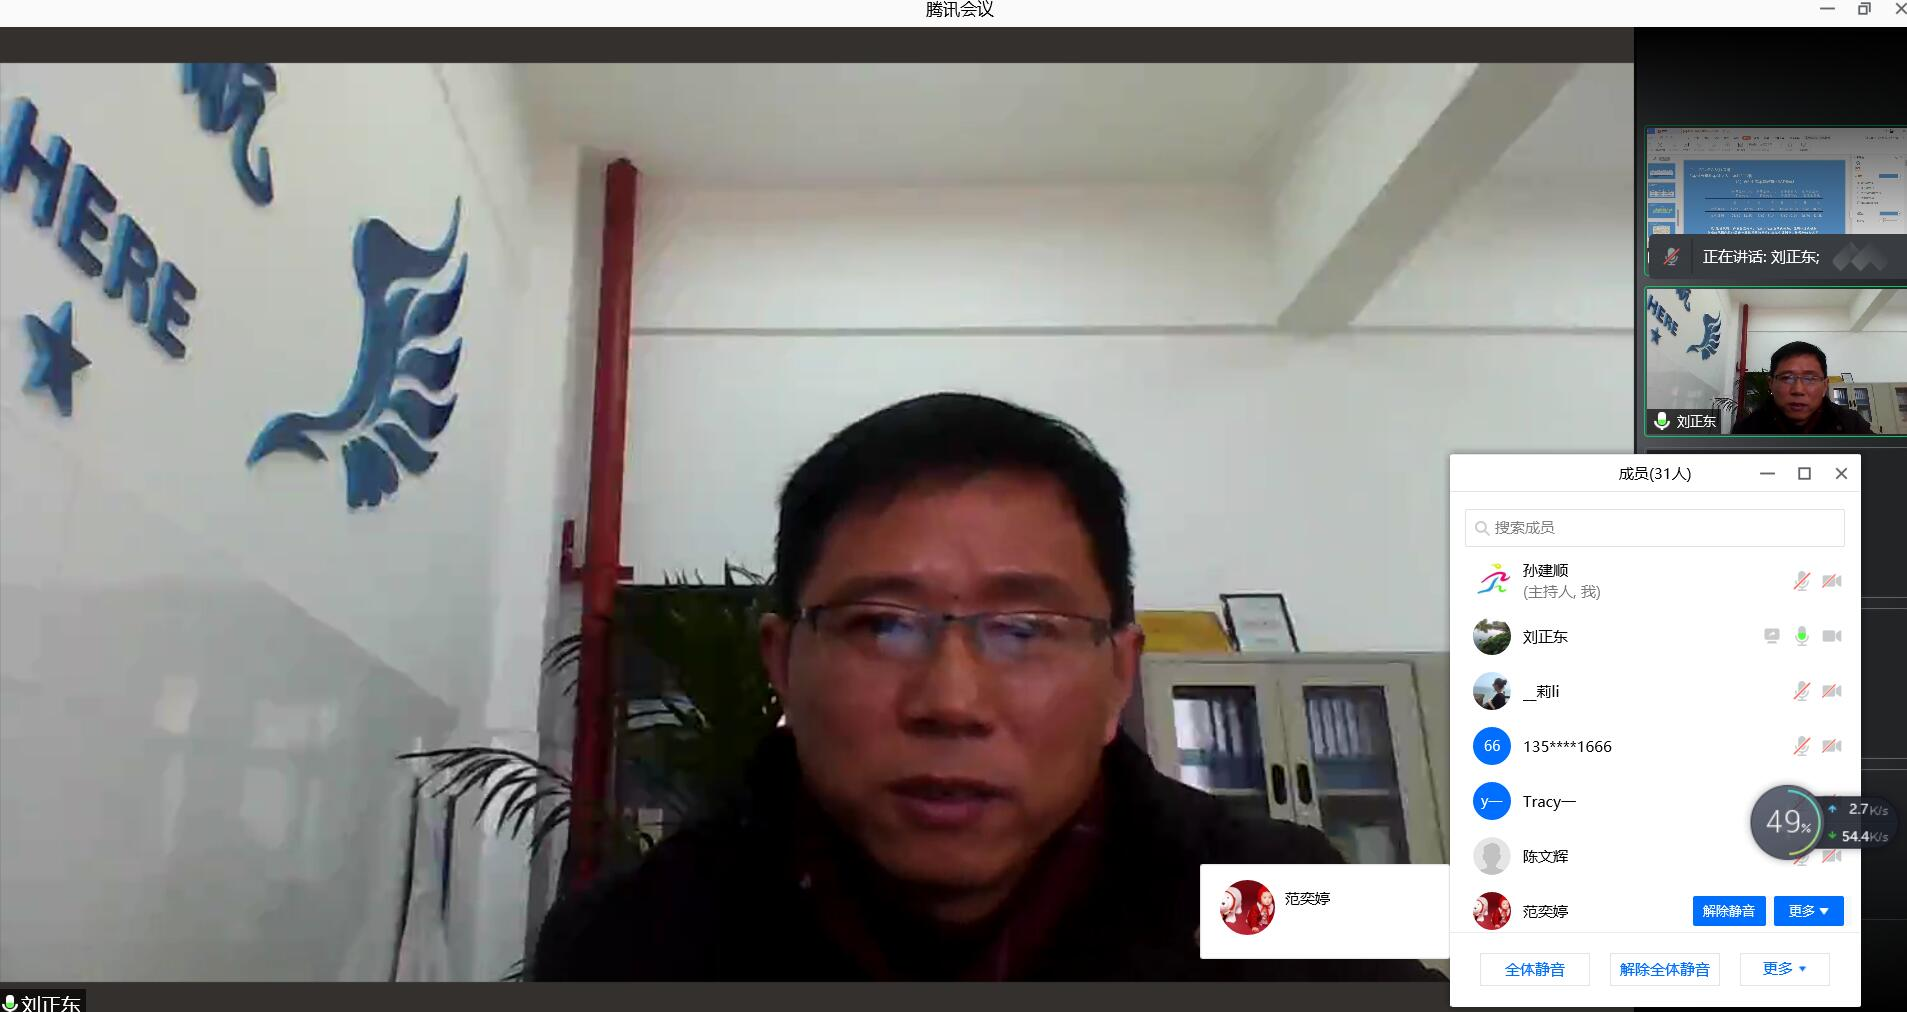 腾讯会议
HERE
正在讲话: 刘正东;
HERE
刘正东
成员(31人)
搜索成员
孙建顺
(主持人, 我)
刘正东
__莉li
66
135****1666
y—
Tracy—
49%
2.7K/s
54.4K/s
陈文辉
范奕婷
范奕婷
解除静音
更多
全体静音
解除全体静音
更多
刘正东